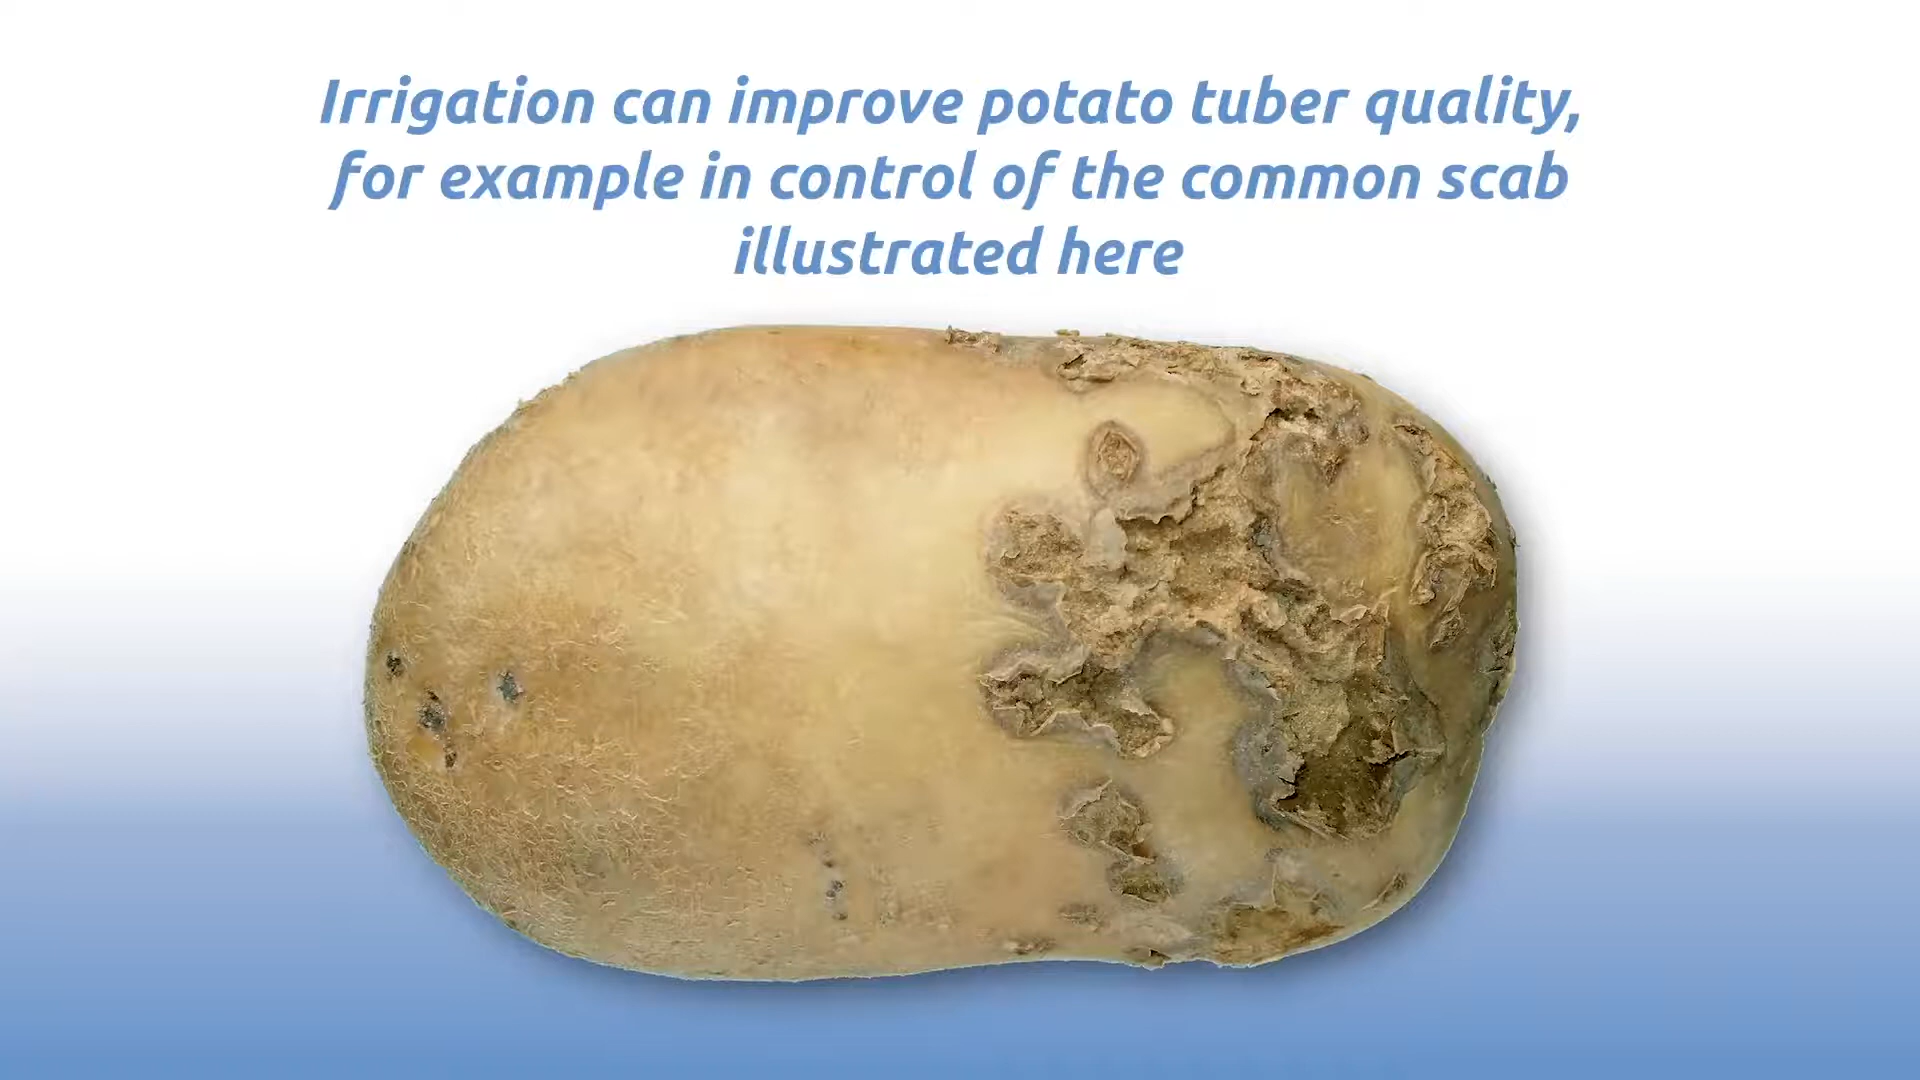 Irrigation can improve potato tuber quality,
for example in control of the common scab
illustrated here